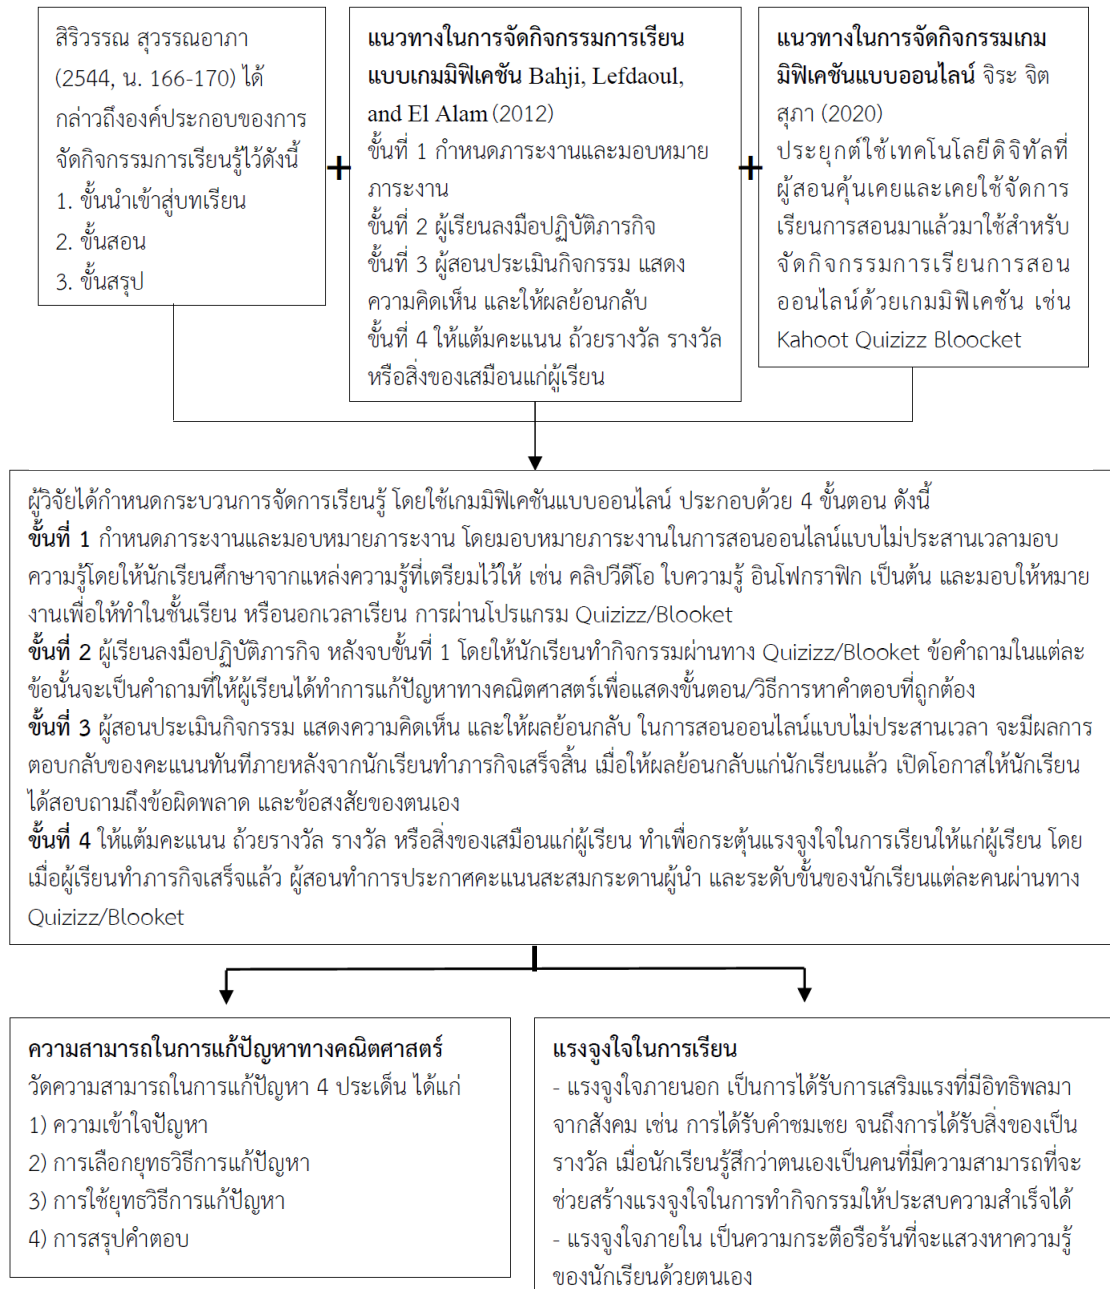 สิริวรรณ สุวรรณอาภา
(2544, น. 166-170) ได้
กล่าวถึงองค์ประกอบของการ
จัดกิจกรรมการเรียนรู้ไว้ดังนี้
1. ขั้นนำเข้าสู่บทเรียน
2. ขั้นสอน
3. ขั้นสรุป
+
แนวทางในการจัดกิจกรรมการเรียน
แบบเกมมิฟิเคชัน Bahji, Lefdaoul,
and El Alam (2012)
ขั้นที่ 1 กำหนดภาระงานและมอบหมาย
ภาระงาน
ขั้นที่ 2 ผู้เรียนลงมือปฏิบัติภารกิจ
ขั้นที่ 3 ผู้สอนประเมินกิจกรรม แสดง
ความคิดเห็น และให้ผลย้อนกลับ
ขั้นที่ 4 ให้แต้มคะแนน ถ้วยรางวัล รางวัล
หรือสิ่งของเสมือนแก่ผู้เรียน
+
แนวทางในการจัดกิจกรรมเกม
มิฟิเคชันแบบออนไลน์ จิระ จิต
สุภา (2020)
ประยุกต์ใช้เทคโนโลยีดิจิทัลที่
ผู้สอนคุ้นเคยและเคยใช้จัดการ
เรียนการสอนมาแล้วมาใช้สำหรับ
จัดกิจกรรมการเรียนการสอน
ออนไลน์ด้วยเกมมิฟิเคชัน เช่น
Kahoot Quizizz Bloocket
ผู้วิจัยได้กำหนดกระบวนการจัดการเรียนรู้ โดยใช้เกมมิฟิเคชันแบบออนไลน์ ประกอบด้วย 4 ขั้นตอน ดังนี้
ขั้นที่ 1 กำหนดภาระงานและมอบหมายภาระงาน โดยมอบหมายภาระงานในการสอนออนไลน์แบบไม่ประสานเวลามอบ
ความรู้โดยให้นักเรียนศึกษาจากแหล่งความรู้ที่เตรียมไว้ให้ เช่น คลิปวีดีโอ ใบความรู้ อินโฟกราฟิก เป็นต้น และมอบให้หมาย
งานเพื่อให้ทำในชั้นเรียน หรือนอกเวลาเรียน การผ่านโปรแกรม Quizizz/Blooket
ขั้นที่ 2 ผู้เรียนลงมือปฏิบัติภารกิจ หลังจบขั้นที่ 1 โดยให้นักเรียนทำกิจกรรมผ่านทาง Quizizz/Blooket ข้อคำถามในแต่ละ
ข้อนั้นจะเป็นคำถามที่ให้ผู้เรียนได้ทำการแก้ปัญหาทางคณิตศาสตร์เพื่อแสดงขั้นตอน/วิธีการหาคำตอบที่ถูกต้อง
ขั้นที่ 3 ผู้สอนประเมินกิจกรรม แสดงความคิดเห็น และให้ผลย้อนกลับ ในการสอนออนไลน์แบบไม่ประสานเวลา จะมีผลการ
ตอบกลับของคะแนนทันทีภายหลังจากนักเรียนทำภารกิจเสร็จสิ้น เมื่อให้ผลย้อนกลับแก่นักเรียนแล้ว เปิดโอกาสให้นักเรียน
ได้สอบถามถึงข้อผิดพลาด และข้อสงสัยของตนเอง
ขั้นที่ 4 ให้แต้มคะแนน ถ้วยรางวัล รางวัล หรือสิ่งของเสมือนแก่ผู้เรียน ทำเพื่อกระตุ้นแรงจูงใจในการเรียนให้แก่ผู้เรียน โดย
เมื่อผู้เรียนทำภารกิจเสร็จแล้ว ผู้สอนทำการประกาศคะแนนสะสมกระดานผู้นำ และระดับขั้นของนักเรียนแต่ละคนผ่านทาง
Quizizz/Blooket
ความสามารถในการแก้ปัญหาทางคณิตศาสตร์
วัดความสามารถในการแก้ปัญหา 4 ประเด็น ได้แก่
1) ความเข้าใจปัญหา
2) การเลือกยุทธวิธีการแก้ปัญหา
3) การใช้ยุทธวิธีการแก้ปัญหา
4) การสรุปคำตอบ
แรงจูงใจในการเรียน
- แรงจูงใจภายนอก เป็นการได้รับการเสริมแรงที่มีอิทธิพลมา
จากสังคม เช่น การได้รับคำชมเชย จนถึงการได้รับสิ่งของเป็น
รางวัล เมื่อนักเรียนรู้สึกว่าตนเองเป็นคนที่มีความสามารถที่จะ
ช่วยสร้างแรงจูงใจในการทำกิจกรรมให้ประสบความสำเร็จได้
- แรงจูงใจภายใน เป็นความกระตือรือร้นที่จะแสวงหาความรู้
ของนักเรียนด้วยตนเอง